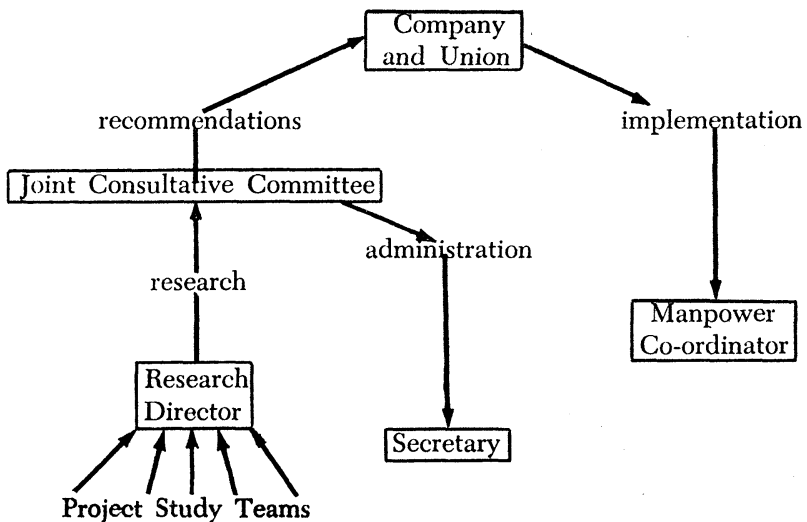 Company
and Union
recommendations
implementation
Joint Consultative Committee
administration
research
Manpower
Co-ordinator
Research
Director
Secretary
Project Study Teams